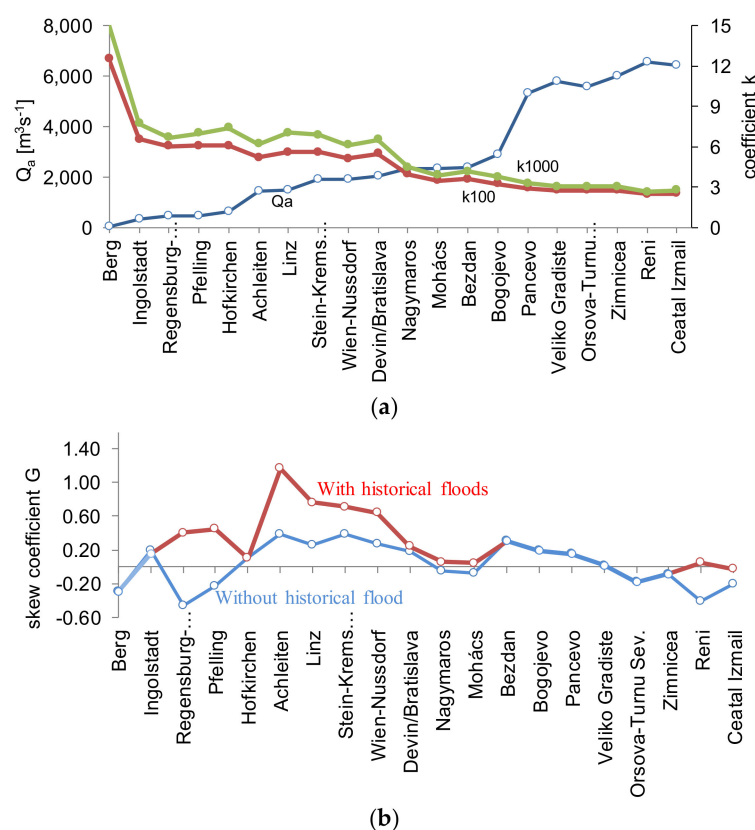 (a)
8,000
6,000
4,000
2,000
0
Qa [m³s-¹]
15
12
9
6
3
0
coefficient k
k1000
k100
Qa
Berg
Ingolstadt
Regensburg-…
Pfelling
Hofkirchen
Achleiten
Linz
Stein-Krems…
Wien-Nussdorf
Devin/Bratislava
Nagymaros
Mohács
Bezdan
Bogojevo
Pancevo
Veliko Gradiste
Orsova-Turnu…
Zimnicea
Reni
Ceatal Izmail
(a)
1.40
1.00
0.60
0.20
-0.20
-0.60
skew coefficient G
With historical floods
Without historical flood
Berg
Ingolstadt
Regensburg-…
Pfelling
Hofkirchen
Achleiten
Linz
Stein-Krems…
Wien-Nussdorf
Devin/Bratislava
Nagymaros
Mohács
Bezdan
Bogojevo
Pancevo
Veliko Gradiste
Orsova-Turnu Sev.
Zimnicea
Reni
Ceatal Izmail
(b)